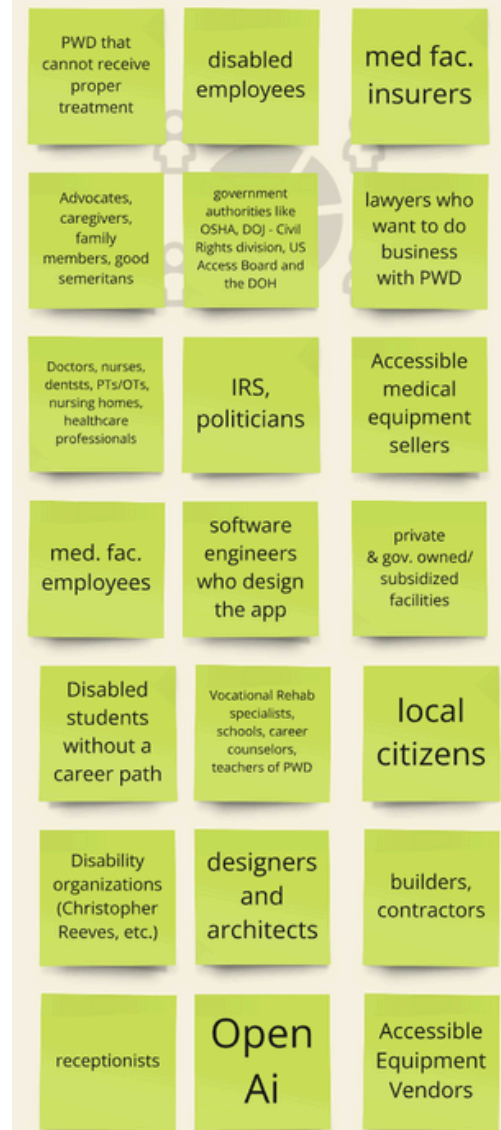 PWD that
cannot receive
proper
treatment
disabled
employees
med fac.
insurers
Advocates,
caregivers,
family
members, good
semeritans
government
authorities like
OSHA, DOJ - Civil
Rights division, US
Access Board and
the DOH
lawyers who
want to do
business
with PWD
Doctors, nurses,
dentsts, PTs/OTs,
nursing homes,
healthcare
professionals
IRS,
politicians
Accessible
medical
equipment
sellers
med. fac.
employees
software
engineers
who design
the app
private
& gov. owned/
subsidized
facilities
Disabled
students
without a
career path
Vocational Rehab
specialists,
schools, career
counselors,
teachers of PWD
local
citizens
Disability
organizations
(Christopher
Reeves, etc.)
designers
and
architects
builders,
contractors
receptionists
Open
Ai
Accessible
Equipment
Vendors